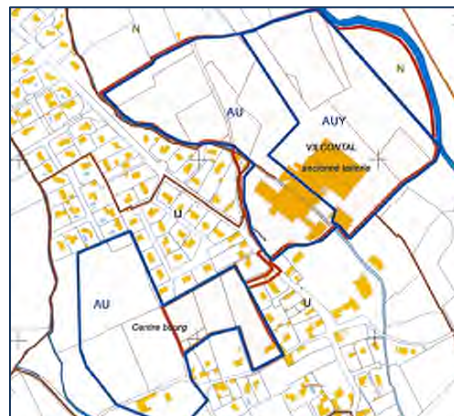 N
N
AU
AUY
VILCONTAL
ancienne laiterie
U
AU
U
Centre bourg